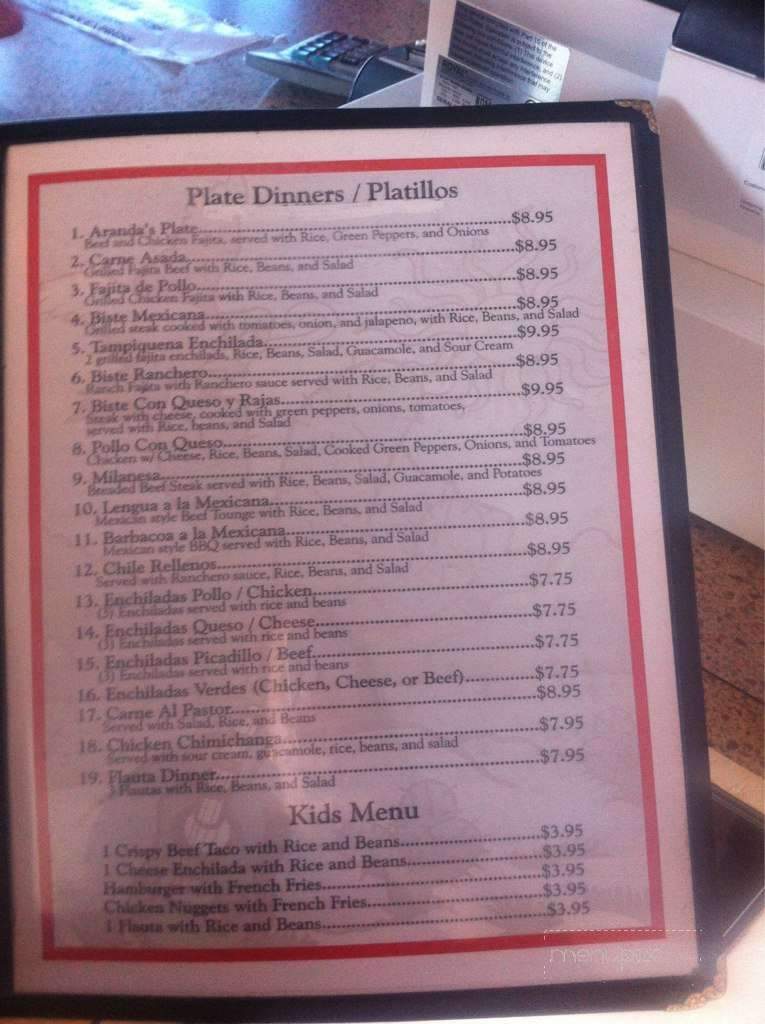 Plate Dinners / Platillos
1. Aranda's Plate..........$8.95
Beef and Chicken Fajita, served with Rice, Green Peppers, and Onions
2. Carne Asada..........$8.95
Grilled Fajita Beef with Rice, Beans, and Salad
3. Fajita de Pollo..........$8.95
Grilled Chicken Fajita with Rice, Beans, and Salad
4. Biste Mexicana..........$8.95
Grilled steak cooked with tomatoes, onion, and jalapeno, with Rice, Beans, and Salad
5. Tampiquena Enchilada..........$9.95
2 grilled fajita enchilads, Rice, Beans, Salad, Guacamole, and Sour Cream
6. Biste Ranchero..........$8.95
Ranch Fajita with Ranchero sauce served with Rice, Beans, and Salad
7. Biste Con Queso y Rajas..........$9.95
Steak with cheese, cooked with green peppers, onions, tomatoes,
served with Rice, beans, and Salad
8. Pollo Con Queso..........$8.95
Chicken w/ Cheese, Rice, Beans, Salad, Cooked Green Peppers, Onions, and Tomatoes
9. Milanesa..........$8.95
Breaded Beef Steak served with Rice, Beans, Salad, Guacamole, and Potatoes
10. Lengua a la Mexicana..........$8.95
Mexican style Beef Tounge with Rice, Beans, and Salad
11. Barbacoa a la Mexicana..........$8.95
Mexican style BBQ served with Rice, Beans, and Salad
12. Chile Rellenos..........$8.95
Served with Ranchero sauce, Rice, Beans, and Salad
13. Enchiladas Pollo / Chicken..........$7.75
(3) Enchiladas served with rice and beans
14. Enchiladas Queso / Cheese..........$7.75
(3) Enchiladas served with rice and beans
15. Enchiladas Picadillo / Beef..........$7.75
(3) Enchiladas served with rice and beans
16. Enchiladas Verdes (Chicken, Cheese, or Beef)..........$7.75
17. Carne Al Pastor..........$8.95
Served with Salad, Rice, and Beans
18. Chicken Chimichanga..........$7.95
Served with sour cream, guacamole, rice, beans, and salad
19. Flauta Dinner..........$7.95
3 Flautas with Rice, Beans, and Salad
Kids Menu
1 Crispy Beef Taco with Rice and Beans..........$3.95
1 Cheese Enchilada with Rice and Beans..........$3.95
Hamburger with French Fries..........$3.95
Chicken Nuggets with French Fries..........$3.95
1 Flauta with Rice and Beans..........$3.95